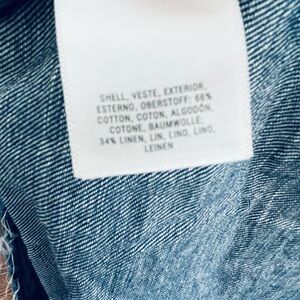 SHELL, VESTE, EXTERIOR,
ESTERNO, OBERSTOFF: 66%
COTTON, COTON, ALGODÓN,
COTONE, BAUMWOLLE;
34% LINEN, LIN, LINO, LINO,
LEINEN